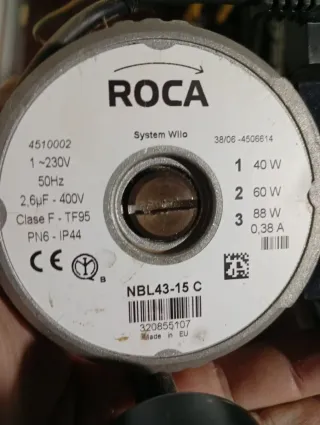 ROCA
System Wilo
4510002
38/06 -4506614
1 ~230V
50Hz
2,6µF - 400V
Clase F - TF95
PN6 - IP44
1 40 W
2 60 W
3 88 W
0,38 A
CE
B
NBL43-15 C
320855107
Made in EU